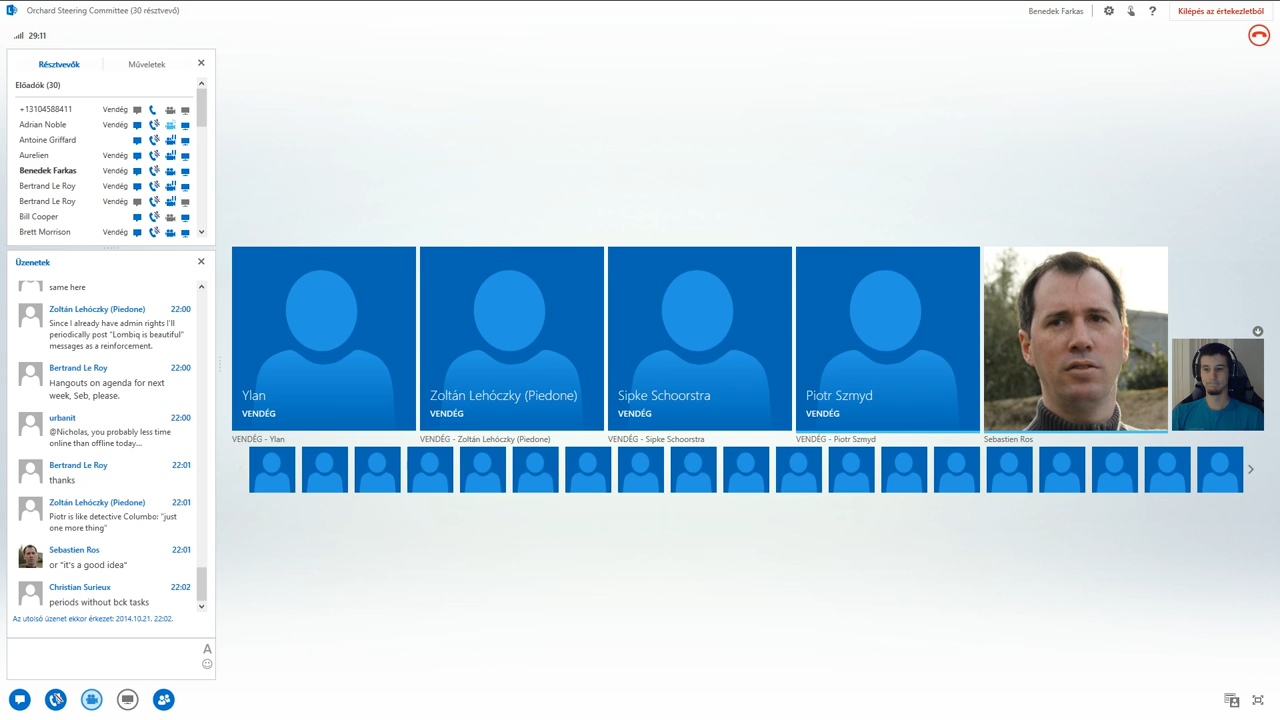 Orchard Steering Committee (30 résztvevő)
Benedek Farkas
?
Kilépés az értekezletből
29:11
Résztvevők
Műveletek
Előadók (30)
+13104588411 Vendég
Adrian Noble Vendég
Antoine Griffard
Aurelien Vendég
Benedek Farkas Vendég
Bertrand Le Roy Vendég
Bertrand Le Roy Vendég
Bill Cooper
Brett Morrison Vendég
Üzenetek
same here
Zoltán Lehóczky (Piedone) 22:00
Since I already have admin rights I'll
periodically post "Lombiq is beautiful"
messages as a reinforcement.
Bertrand Le Roy 22:00
Hangouts on agenda for next
week, Seb, please.
urbanit 22:00
@Nicholas, you probably less time
online than offline today...
Bertrand Le Roy 22:01
thanks
Zoltán Lehóczky (Piedone) 22:01
Piotr is like detective Columbo: "just
one more thing"
Sebastien Ros 22:01
or "it's a good idea"
Christian Surieux 22:02
periods without bck tasks
Az utolsó üzenet ekkor érkezett: 2014.10.21. 22:02.
A
Ylan
VENDÉG
Zoltán Lehóczky (Piedone)
VENDÉG
Sipke Schoorstra
VENDÉG
Piotr Szmyd
VENDÉG
VENDÉG - Ylan
VENDÉG - Zoltán Lehóczky (Piedone)
VENDÉG - Sipke Schoorstra
VENDÉG - Piotr Szmyd
Sebastien Ros